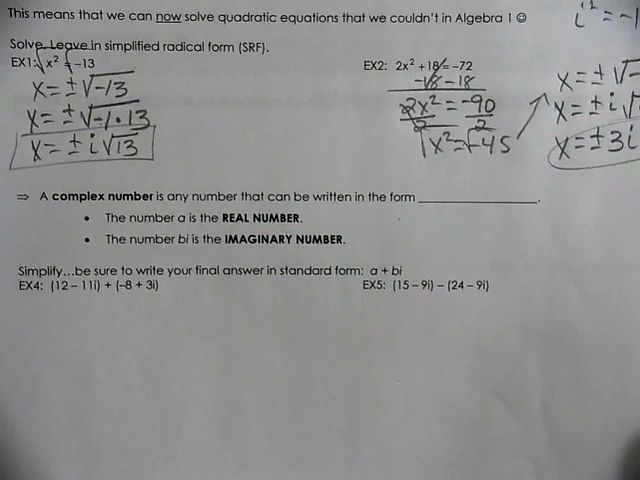 This means that we can now solve quadratic equations that we couldn't in Algebra 1 ☺
i² = -1
Solve. Leave in simplified radical form (SRF).
EX1: √x² = -13
x = ±√-13
x = ±√-1·13
x = ± i √13
EX2: 2x² + 18 = -72
-18 -18
2x² = -90
2 2
√x² = √-45
x = ± √-
x = ± i √
x = ± 3i
⇒ A complex number is any number that can be written in the form ____________________.
• The number a is the REAL NUMBER.
• The number bi is the IMAGINARY NUMBER.
Simplify...be sure to write your final answer in standard form: a + bi
EX4: (12 – 11i) + (–8 + 3i)
EX5: (15 – 9i) – (24 – 9i)